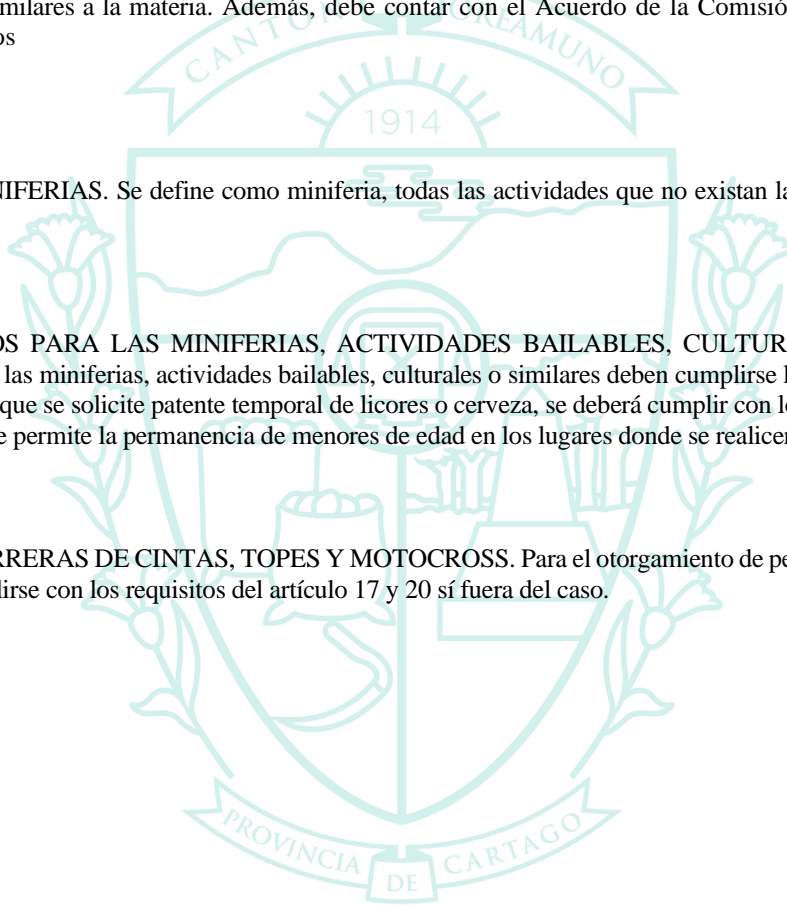 milares a la materia. Además, debe contar con el Acuerdo de la Comisió
os
CANTON OREAMUNO
1914
NIFERIAS. Se define como miniferia, todas las actividades que no existan la
OS PARA LAS MINIFERIAS, ACTIVIDADES BAILABLES, CULTUR
las miniferias, actividades bailables, culturales o similares deben cumplirse l
que se solicite patente temporal de licores o cerveza, se deberá cumplir con lo
e permite la permanencia de menores de edad en los lugares donde se realicen
RRERAS DE CINTAS, TOPES Y MOTOCROSS. Para el otorgamiento de pe
lirse con los requisitos del artículo 17 y 20 sí fuera del caso.
PROVINCIA DE CARTAGO